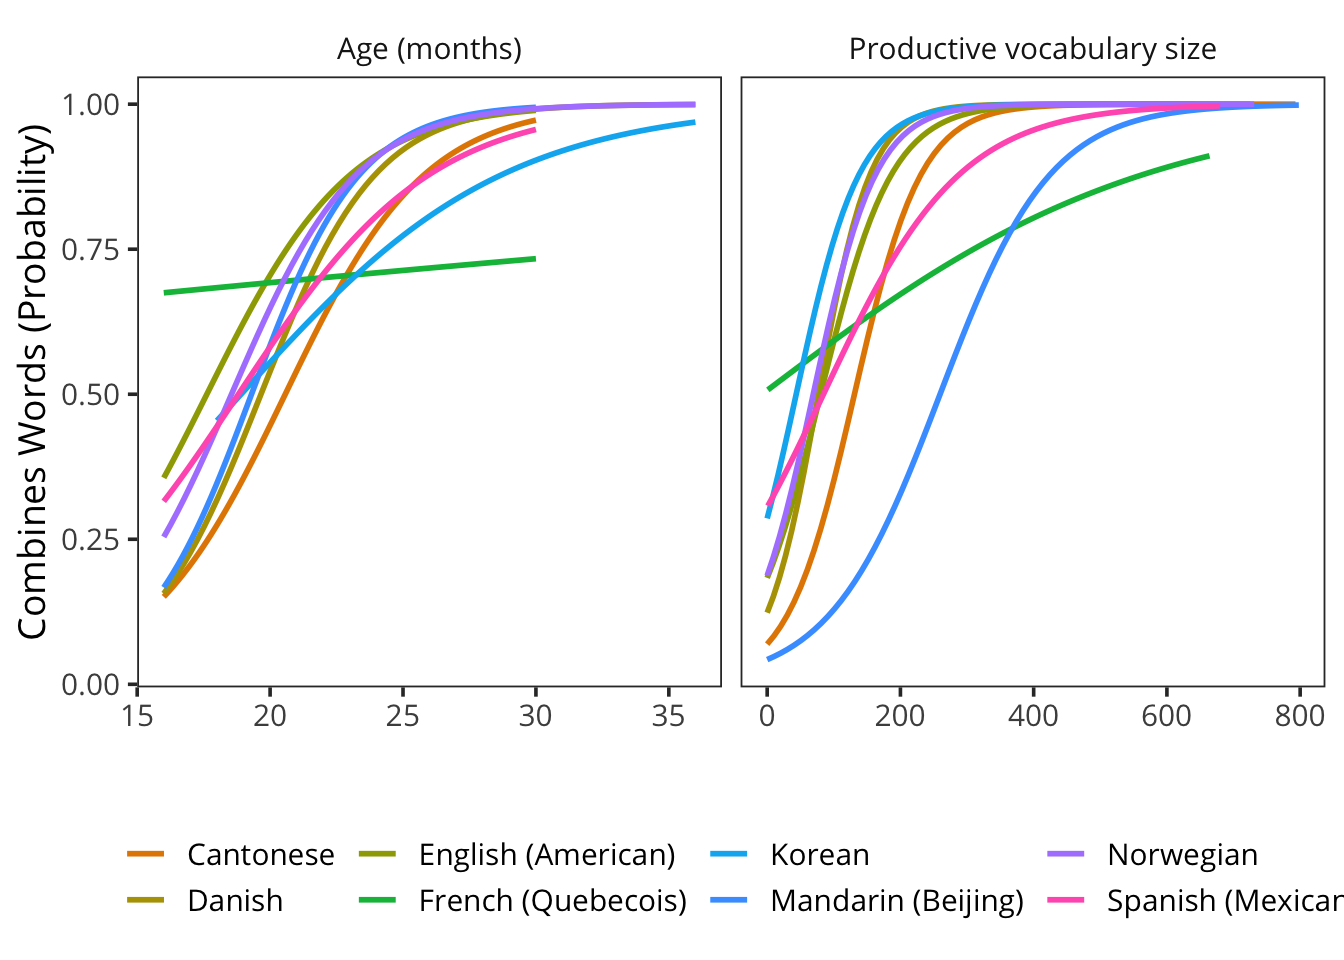 Age (months) Productive vocabulary size
Combines Words (Probability)
1.00
0.75
0.50
0.25
0.00
15 20 25 30 35 0 200 400 600 800
Cantonese English (American) Korean Norwegian
Danish French (Quebecois) Mandarin (Beijing) Spanish (Mexican